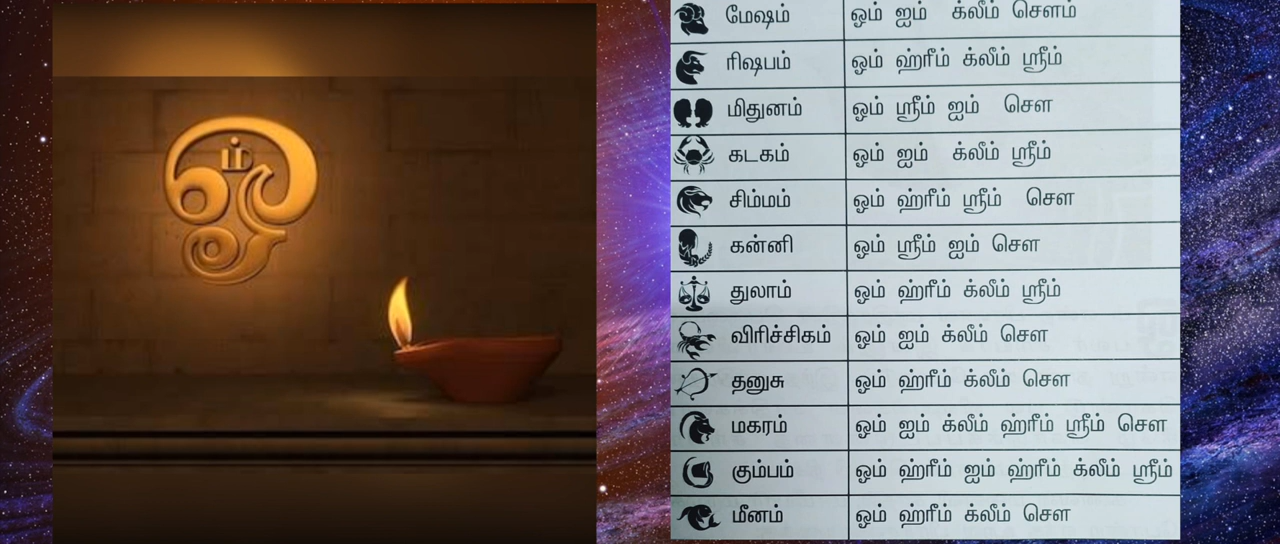 ஓம்
மேஷம் ஓம் ஐம் க்லீம் சௌம்
ரிஷபம் ஓம் ஹ்ரீம் க்லீம் ஸ்ரீம்
மிதுனம் ஓம் ஸ்ரீம் ஐம் சௌ
கடகம் ஓம் ஐம் க்லீம் ஸ்ரீம்
சிம்மம் ஓம் ஹ்ரீம் ஸ்ரீம் சௌ
கன்னி ஓம் ஸ்ரீம் ஐம் சௌ
துலாம் ஓம் ஹ்ரீம் க்லீம் ஸ்ரீம்
விரிச்சிகம் ஓம் ஐம் க்லீம் சௌ
தனுசு ஓம் ஹ்ரீம் க்லீம் சௌ
மகரம் ஓம் ஐம் க்லீம் ஹ்ரீம் ஸ்ரீம் சௌ
கும்பம் ஓம் ஹ்ரீம் ஐம் ஹ்ரீம் க்லீம் ஸ்ரீம்
மீனம் ஓம் ஹ்ரீம் க்லீம் சௌ